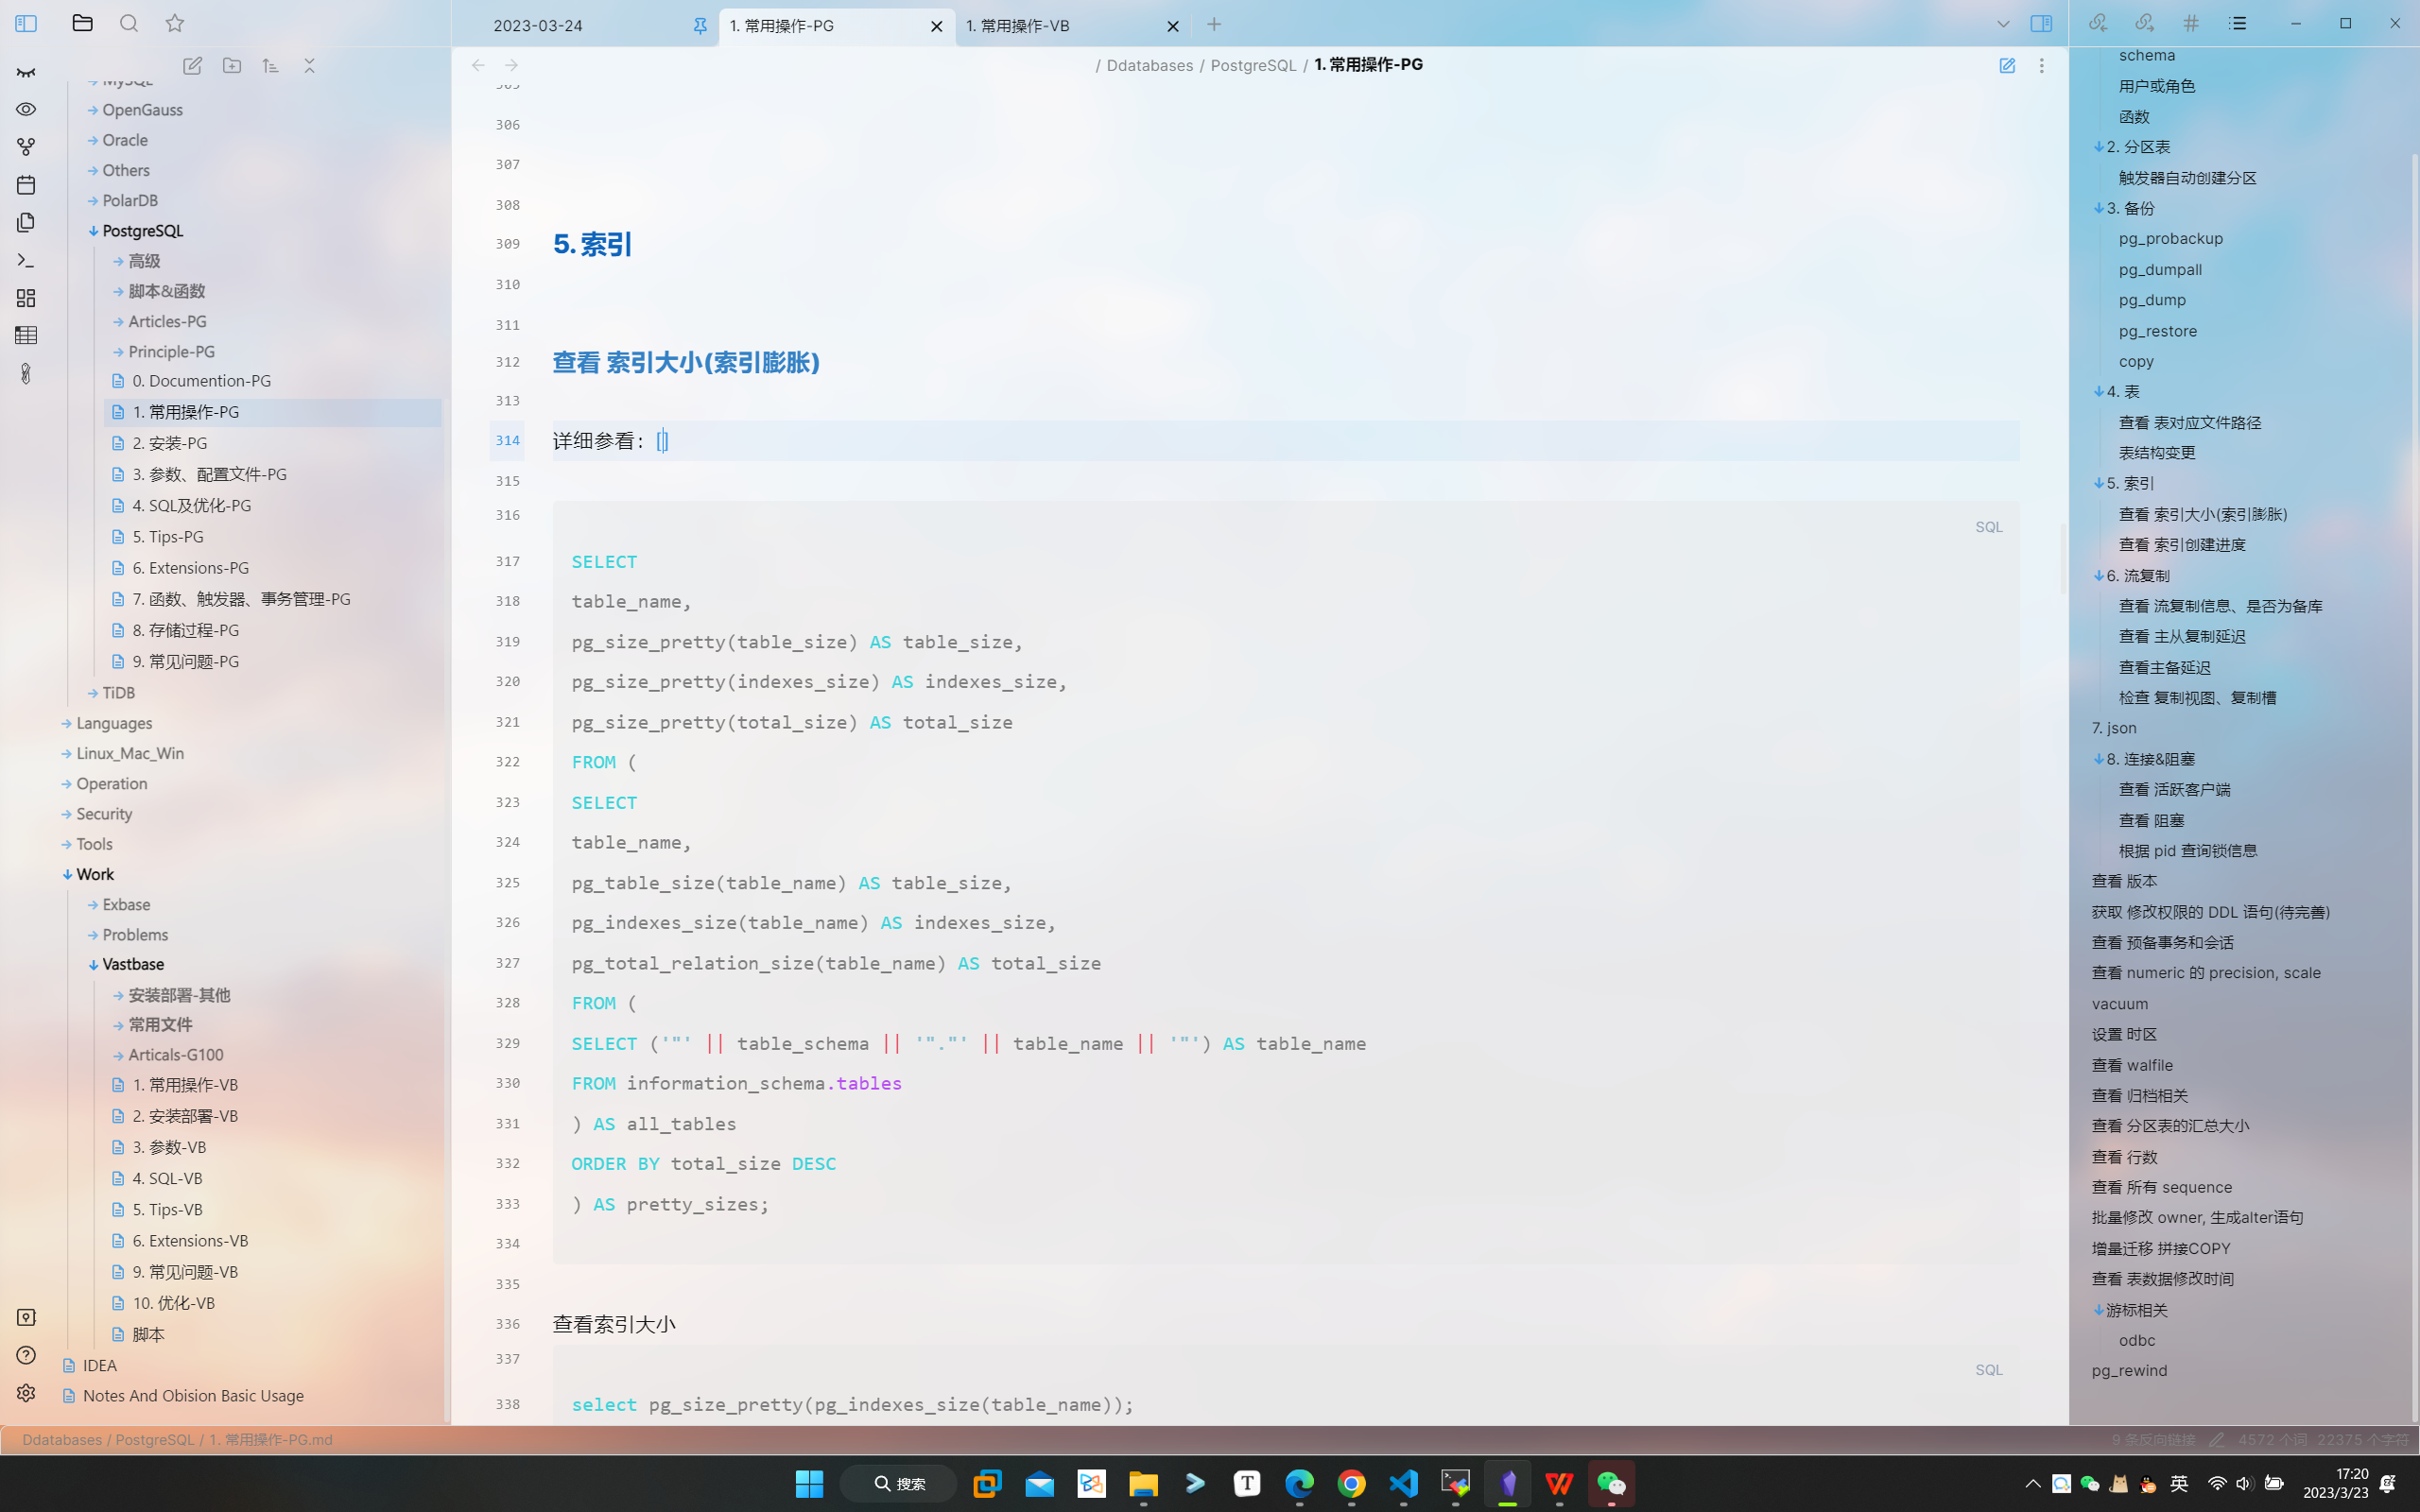 2023-03-24
1. 常用操作-PG
1. 常用操作-VB
/ Ddatabases / PostgreSQL / 1. 常用操作-PG
MySQL
OpenGauss
Oracle
Others
PolarDB
PostgreSQL
高级
脚本&函数
Articles-PG
Principle-PG
0. Documention-PG
1. 常用操作-PG
2. 安装-PG
3. 参数、配置文件-PG
4. SQL及优化-PG
5. Tips-PG
6. Extensions-PG
7. 函数、触发器、事务管理-PG
8. 存储过程-PG
9. 常见问题-PG
TiDB
Languages
Linux_Mac_Win
Operation
Security
Tools
Work
Exbase
Problems
Vastbase
安装部署-其他
常用文件
Articals-G100
1. 常用操作-VB
2. 安装部署-VB
3. 参数-VB
4. SQL-VB
5. Tips-VB
6. Extensions-VB
9. 常见问题-VB
10. 优化-VB
脚本
IDEA
Notes And Obision Basic Usage
305
306
307
308
309 5. 索引
310
311
312 查看 索引大小(索引膨胀)
313
314 详细参看：[]
315
316 SQL
317 SELECT
318 table_name,
319 pg_size_pretty(table_size) AS table_size,
320 pg_size_pretty(indexes_size) AS indexes_size,
321 pg_size_pretty(total_size) AS total_size
322 FROM (
323 SELECT
324 table_name,
325 pg_table_size(table_name) AS table_size,
326 pg_indexes_size(table_name) AS indexes_size,
327 pg_total_relation_size(table_name) AS total_size
328 FROM (
329 SELECT ('"' || table_schema || '"."' || table_name || '"') AS table_name
330 FROM information_schema.tables
331 ) AS all_tables
332 ORDER BY total_size DESC
333 ) AS pretty_sizes;
334
335
336 查看索引大小
337 SQL
338 select pg_size_pretty(pg_indexes_size(table_name));
schema
用户或角色
函数
2. 分区表
触发器自动创建分区
3. 备份
pg_probackup
pg_dumpall
pg_dump
pg_restore
copy
4. 表
查看 表对应文件路径
表结构变更
5. 索引
查看 索引大小(索引膨胀)
查看 索引创建进度
6. 流复制
查看 流复制信息、是否为备库
查看 主从复制延迟
查看主备延迟
检查 复制视图、复制槽
7. json
8. 连接&阻塞
查看 活跃客户端
查看 阻塞
根据 pid 查询锁信息
查看 版本
获取 修改权限的 DDL 语句(待完善)
查看 预备事务和会话
查看 numeric 的 precision, scale
vacuum
设置 时区
查看 walfile
查看 归档相关
查看 分区表的汇总大小
查看 行数
查看 所有 sequence
批量修改 owner, 生成alter语句
增量迁移 拼接COPY
查看 表数据修改时间
游标相关
odbc
pg_rewind
Ddatabases / PostgreSQL / 1. 常用操作-PG.md
9 条反向链接 4572 个词 22375 个字符
搜索
英
17:20
2023/3/23